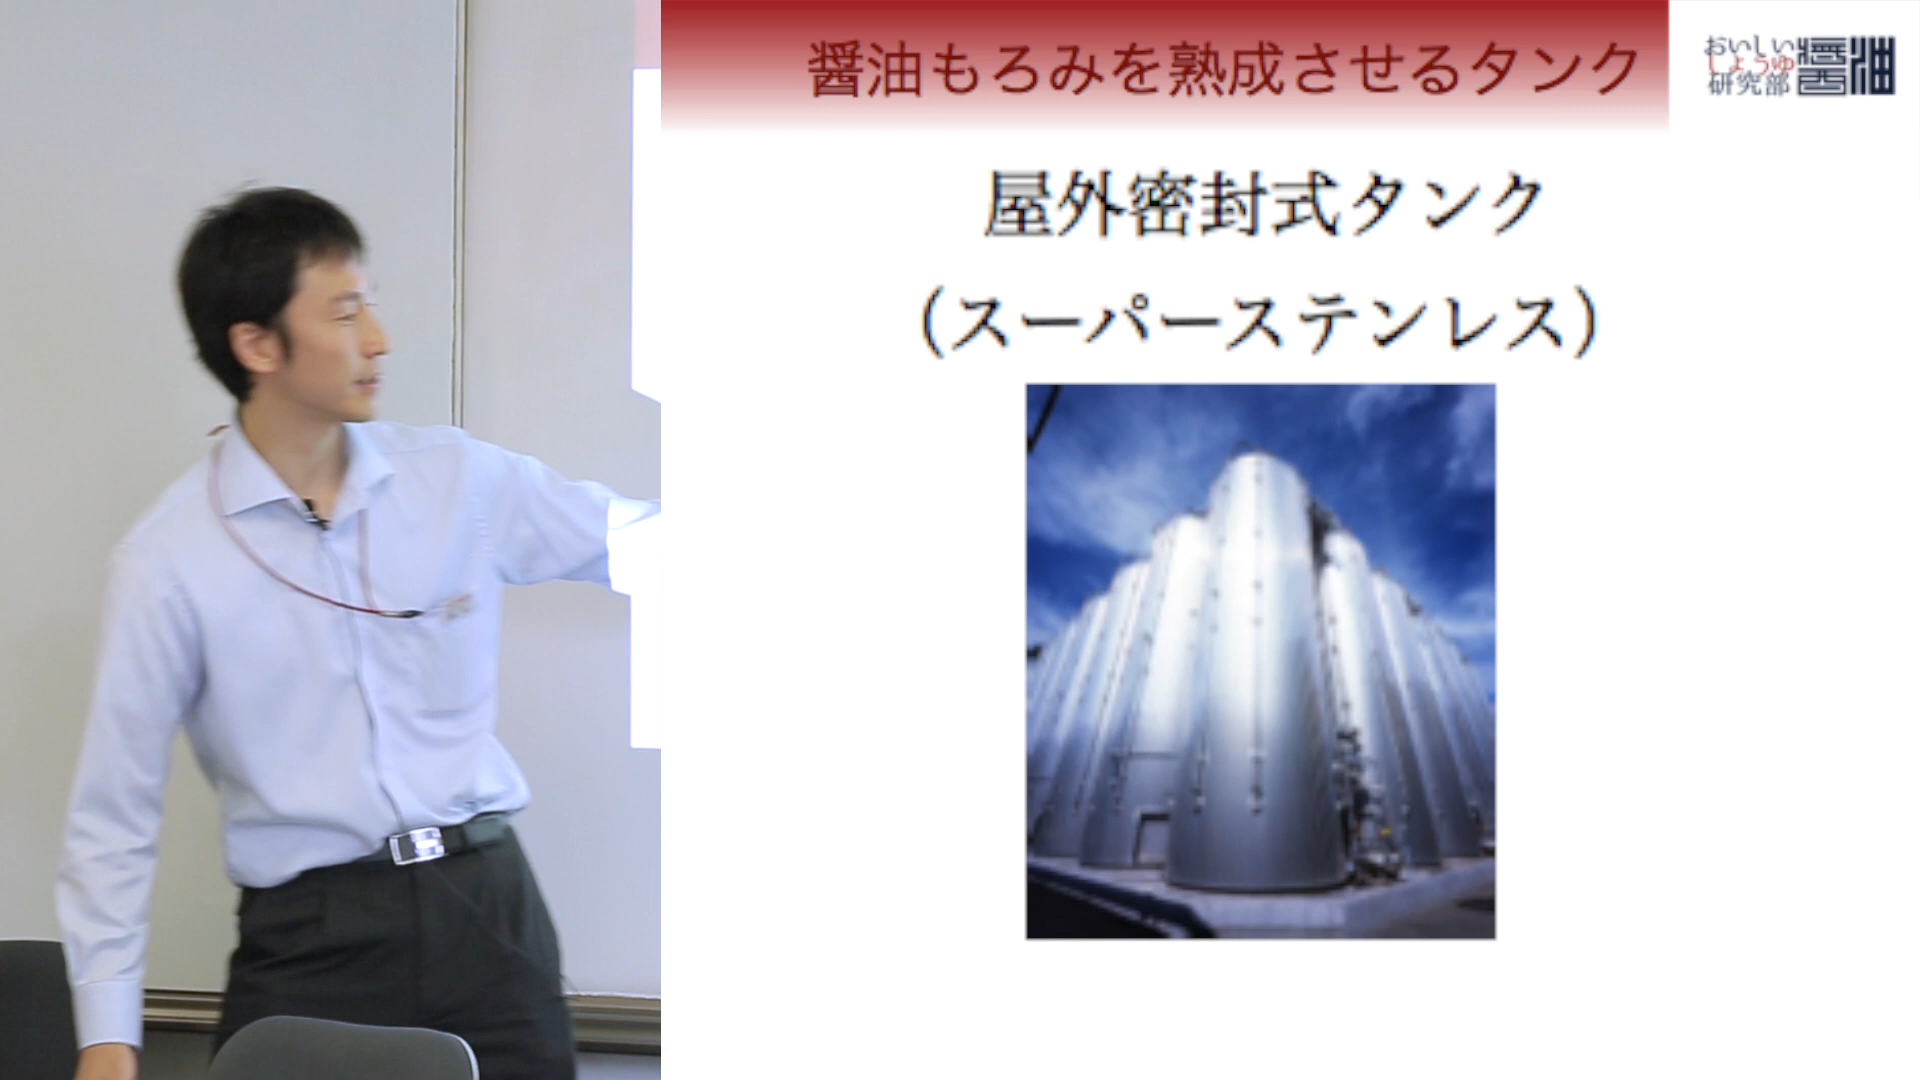 醤油もろみを熟成させるタンク
おいしい
しょうゆ
研究部
醤油
屋外密封式タンク
（スーパーステンレス）